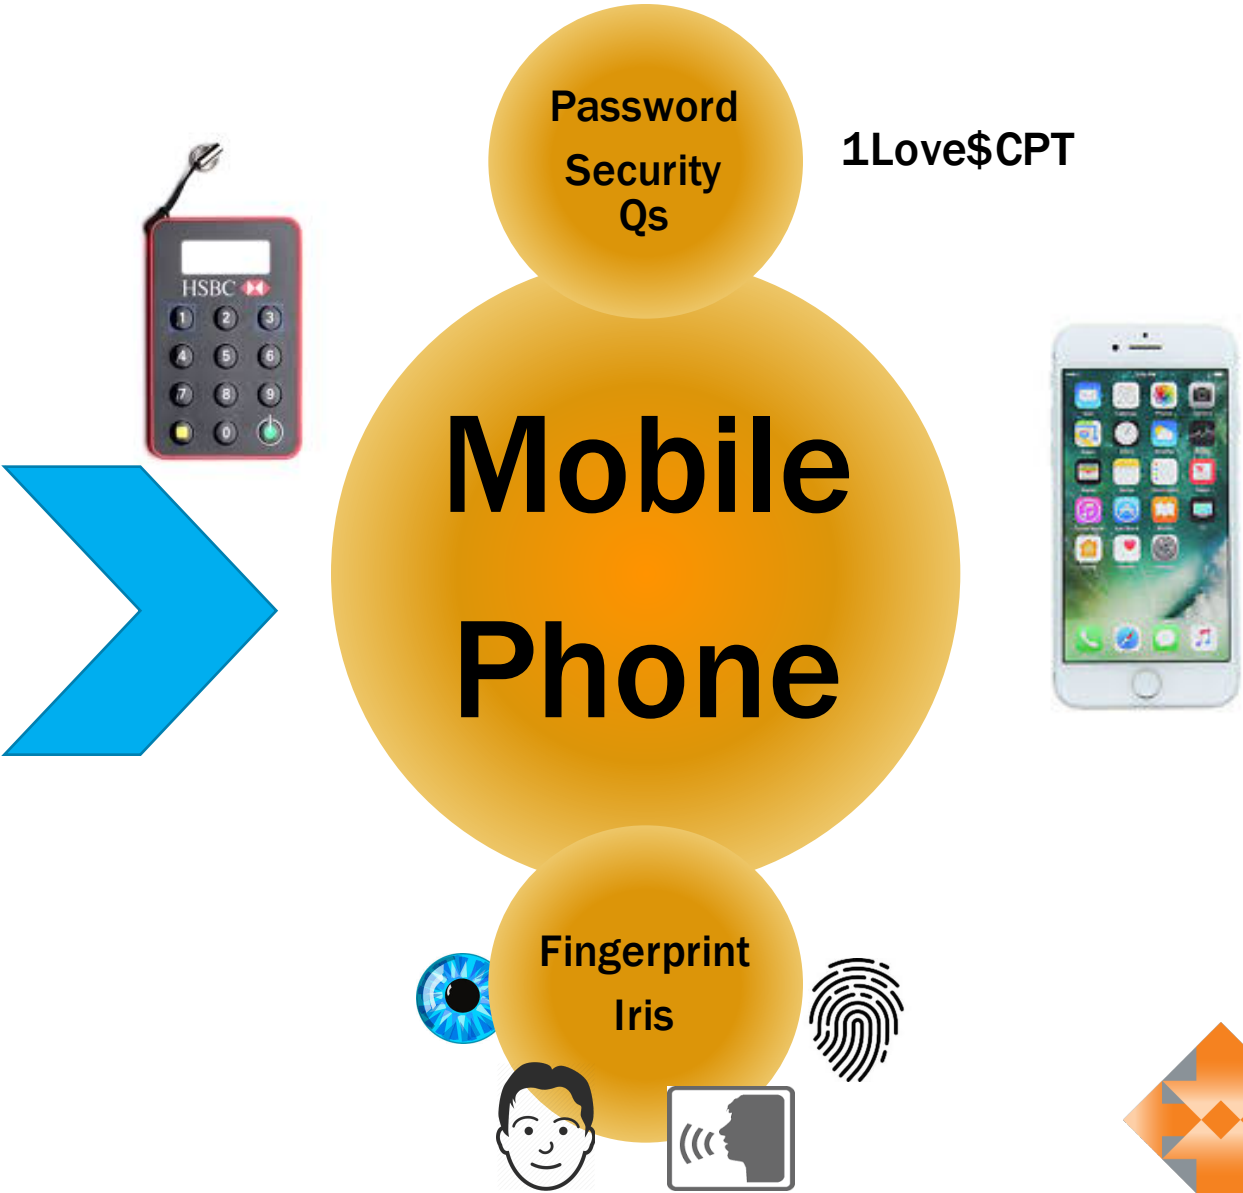 Password
Security
Qs
1Love$CPT
HSBC
1 2 3
4 5 6
7 8 9
0
Mobile
Phone
Fingerprint
Iris